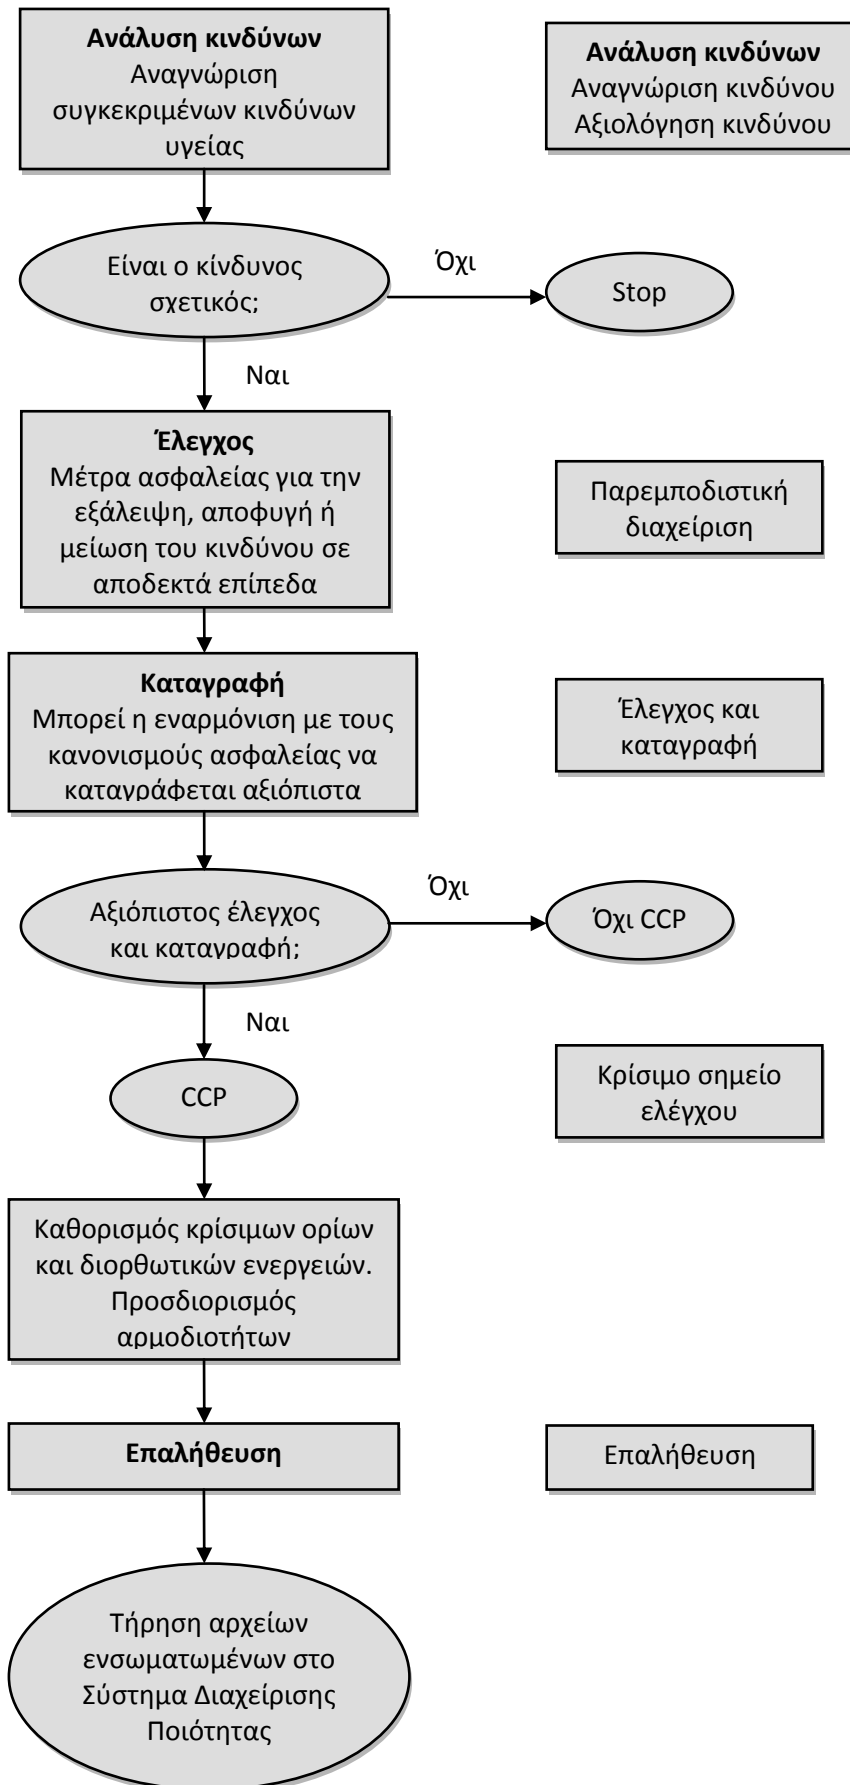 Ανάλυση κινδύνων
Αναγνώριση
συγκεκριμένων κινδύνων
υγείας
Ανάλυση κινδύνων
Αναγνώριση κινδύνου
Αξιολόγηση κινδύνου
Είναι ο κίνδυνος
σχετικός;
Όχι
Stop
Ναι
Έλεγχος
Μέτρα ασφαλείας για την
εξάλειψη, αποφυγή ή
μείωση του κινδύνου σε
αποδεκτά επίπεδα
Παρεμποδιστική
διαχείριση
Καταγραφή
Μπορεί η εναρμόνιση με τους
κανονισμούς ασφαλείας να
καταγράφεται αξιόπιστα
Έλεγχος και
καταγραφή
Αξιόπιστος έλεγχος
και καταγραφή;
Όχι
Όχι CCP
Ναι
CCP
Κρίσιμο σημείο
ελέγχου
Καθορισμός κρίσιμων ορίων
και διορθωτικών ενεργειών.
Προσδιορισμός
αρμοδιοτήτων
Επαλήθευση
Επαλήθευση
Τήρηση αρχείων
ενσωματωμένων στο
Σύστημα Διαχείρισης
Ποιότητας